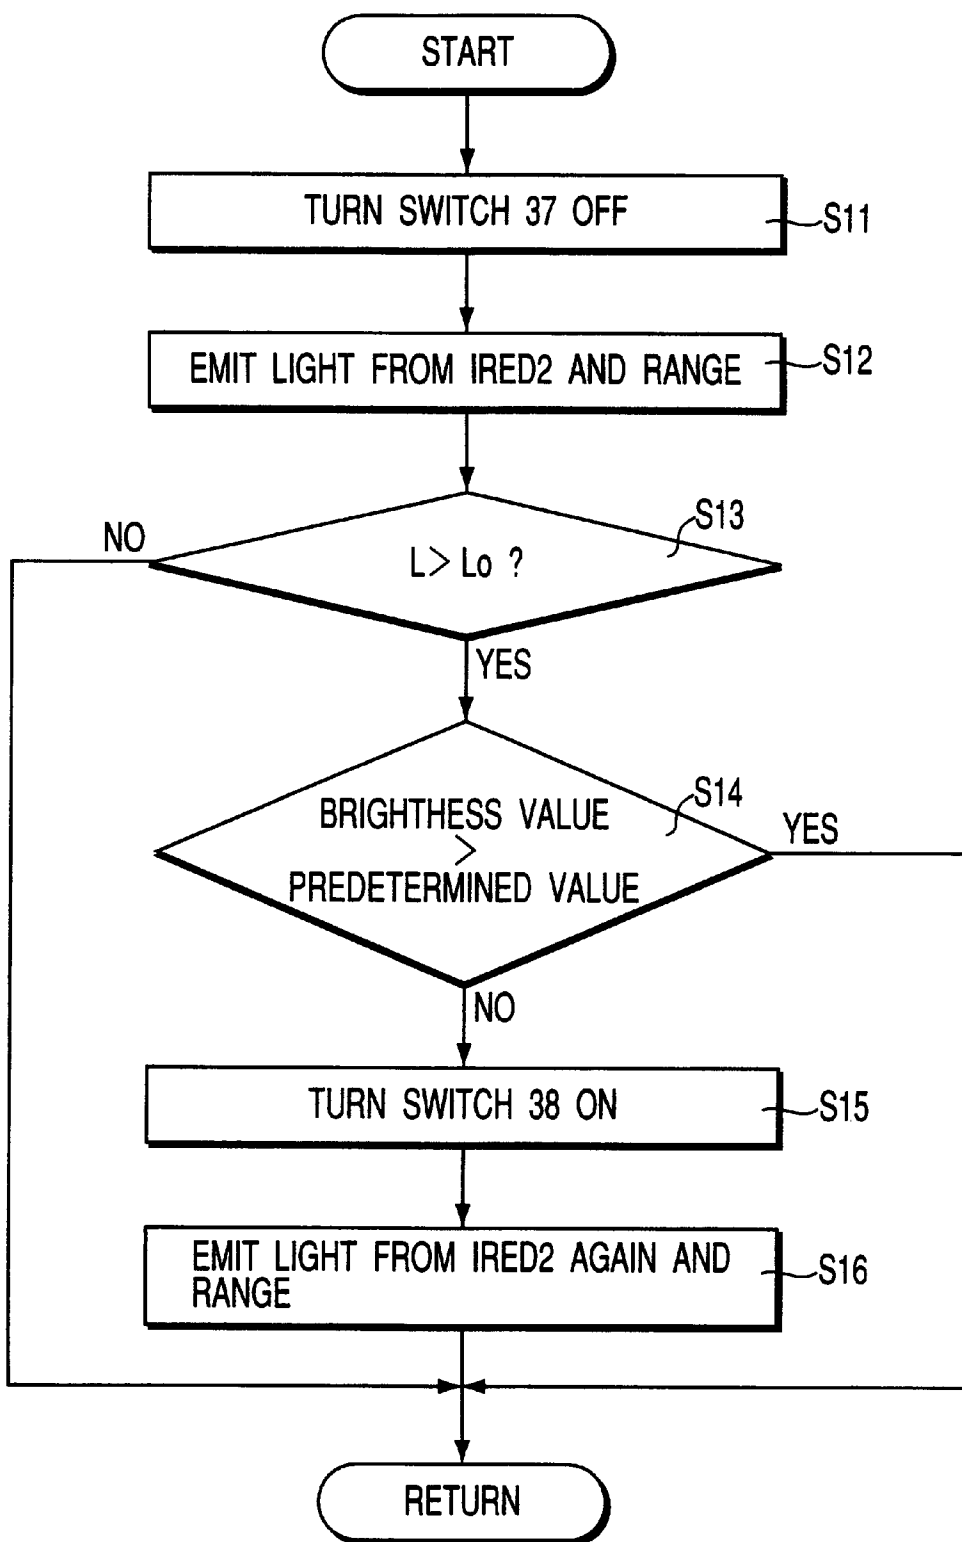 START
TURN SWITCH 37 OFF
S11
EMIT LIGHT FROM IRED2 AND RANGE
S12
S13
NO
L> Lo ?
YES
S14
BRIGHTHESS VALUE
>
PREDETERMINED VALUE
YES
NO
TURN SWITCH 38 ON
S15
EMIT LIGHT FROM IRED2 AGAIN AND
RANGE
S16
RETURN